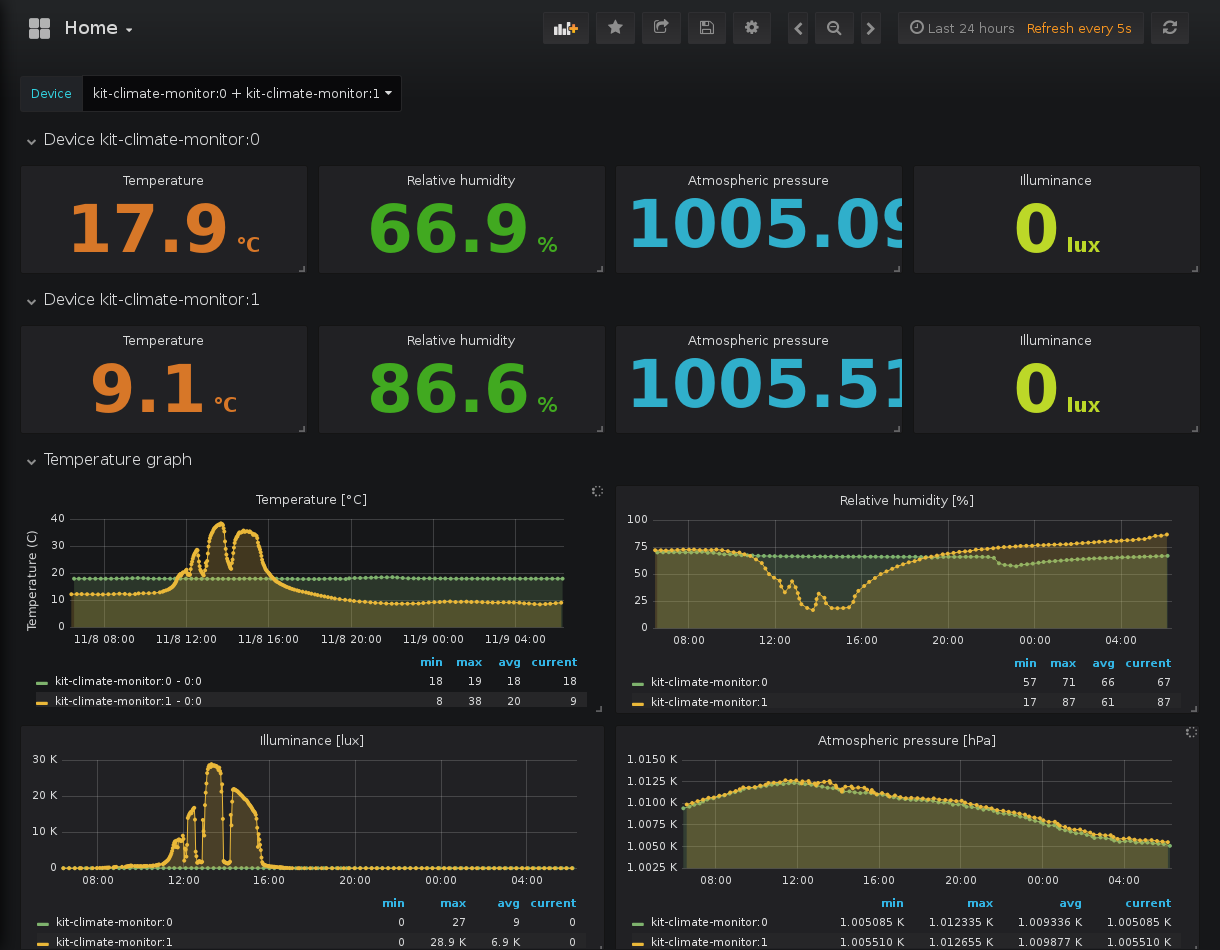 Home
Last 24 hours Refresh every 5s
Device kit-climate-monitor:0 + kit-climate-monitor:1
Device kit-climate-monitor:0
Temperature Relative humidity Atmospheric pressure Illuminance
17.9 °C 66.9 % 1005.09 0 lux
Device kit-climate-monitor:1
Temperature Relative humidity Atmospheric pressure Illuminance
9.1 °C 86.6 % 1005.51 0 lux
Temperature graph
Temperature [°C]
Temperature (C)
40
30
20
10
0
11/8 08:00 11/8 12:00 11/8 16:00 11/8 20:00 11/9 00:00 11/9 04:00
min max avg current
kit-climate-monitor:0 - 0:0 18 19 18 18
kit-climate-monitor:1 - 0:0 8 38 20 9
Relative humidity [%]
100
75
50
25
0
08:00 12:00 16:00 20:00 00:00 04:00
min max avg current
kit-climate-monitor:0 57 71 66 67
kit-climate-monitor:1 17 87 61 87
Illuminance [lux]
30 K
20 K
10 K
0
08:00 12:00 16:00 20:00 00:00 04:00
min max avg current
kit-climate-monitor:0 0 27 9 0
kit-climate-monitor:1 0 28.9 K 6.9 K 0
Atmospheric pressure [hPa]
1.0150 K
1.0125 K
1.0100 K
1.0075 K
1.0050 K
1.0025 K
08:00 12:00 16:00 20:00 00:00 04:00
min max avg current
kit-climate-monitor:0 1.005085 K 1.012335 K 1.009336 K 1.005085 K
kit-climate-monitor:1 1.005510 K 1.012655 K 1.009877 K 1.005510 K